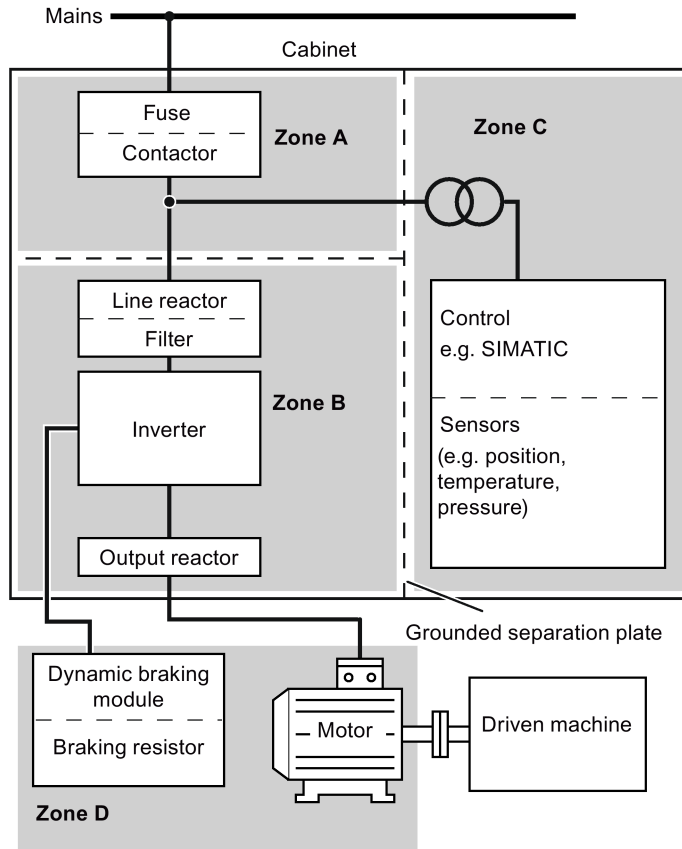 Mains
Cabinet
Fuse
Contactor
Zone A
Zone C
Line reactor
Filter
Inverter
Zone B
Output reactor
Control
e.g. SIMATIC
Sensors
(e.g. position,
temperature,
pressure)
Grounded separation plate
Dynamic braking
module
Braking resistor
Zone D
Motor
Driven machine